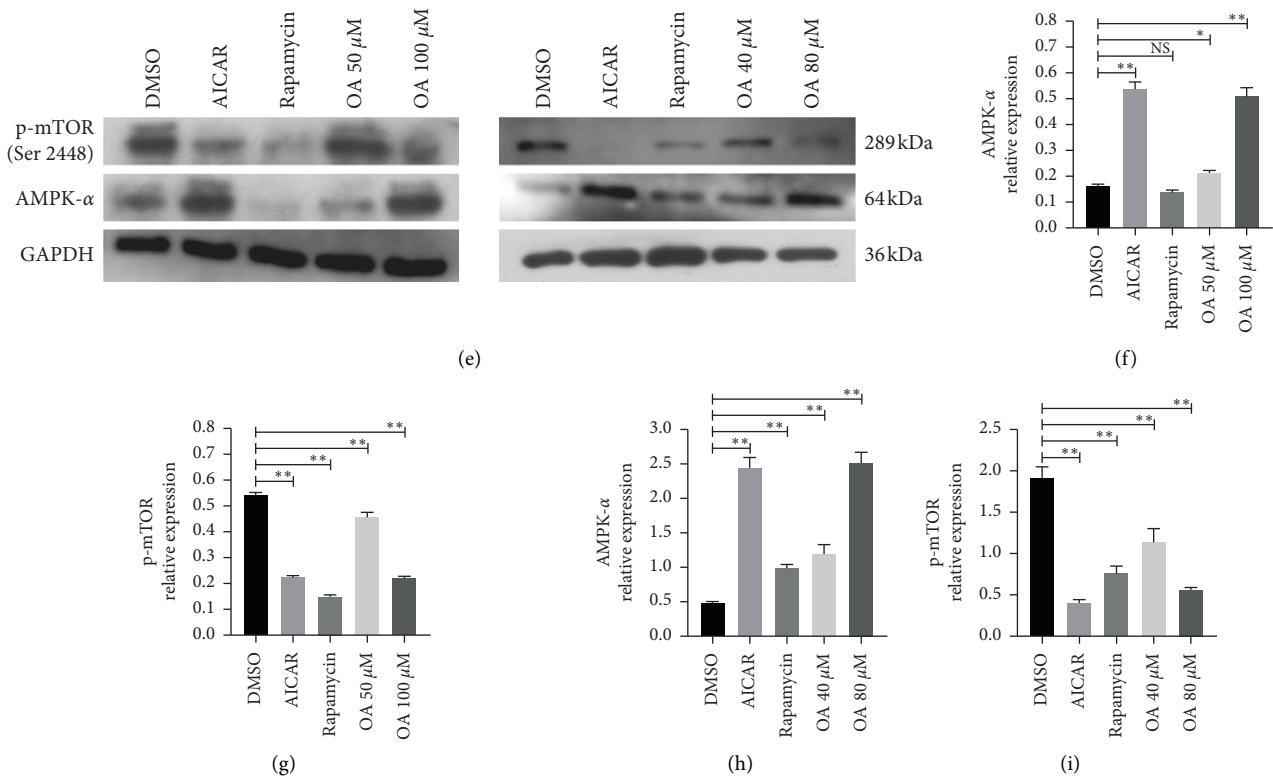 DMSO
AICAR
Rapamycin
OA 50 µM
OA 100 µM
DMSO
AICAR
Rapamycin
OA 40 µM
OA 80 µM
p-mTOR
(Ser 2448)
289 kDa
AMPK-α
64 kDa
GAPDH
36 kDa
(e)
AMPK-α
relative expression
0.8
0.7
0.6
0.5
0.4
0.3
0.2
0.1
0.0
**
*
NS
**
DMSO
AICAR
Rapamycin
OA 50 µM
OA 100 µM
(f)
p-mTOR
relative expression
0.8
0.7
0.6
0.5
0.4
0.3
0.2
0.1
0.0
**
**
**
**
DMSO
AICAR
Rapamycin
OA 50 µM
OA 100 µM
(g)
AMPK-α
relative expression
3.0
2.5
2.0
1.5
1.0
0.5
0.0
**
**
**
**
DMSO
AICAR
Rapamycin
OA 40 µM
OA 80 µM
(h)
p-mTOR
relative expression
2.5
2.0
1.5
1.0
0.5
0.0
**
**
**
**
DMSO
AICAR
Rapamycin
OA 40 µM
OA 80 µM
(i)